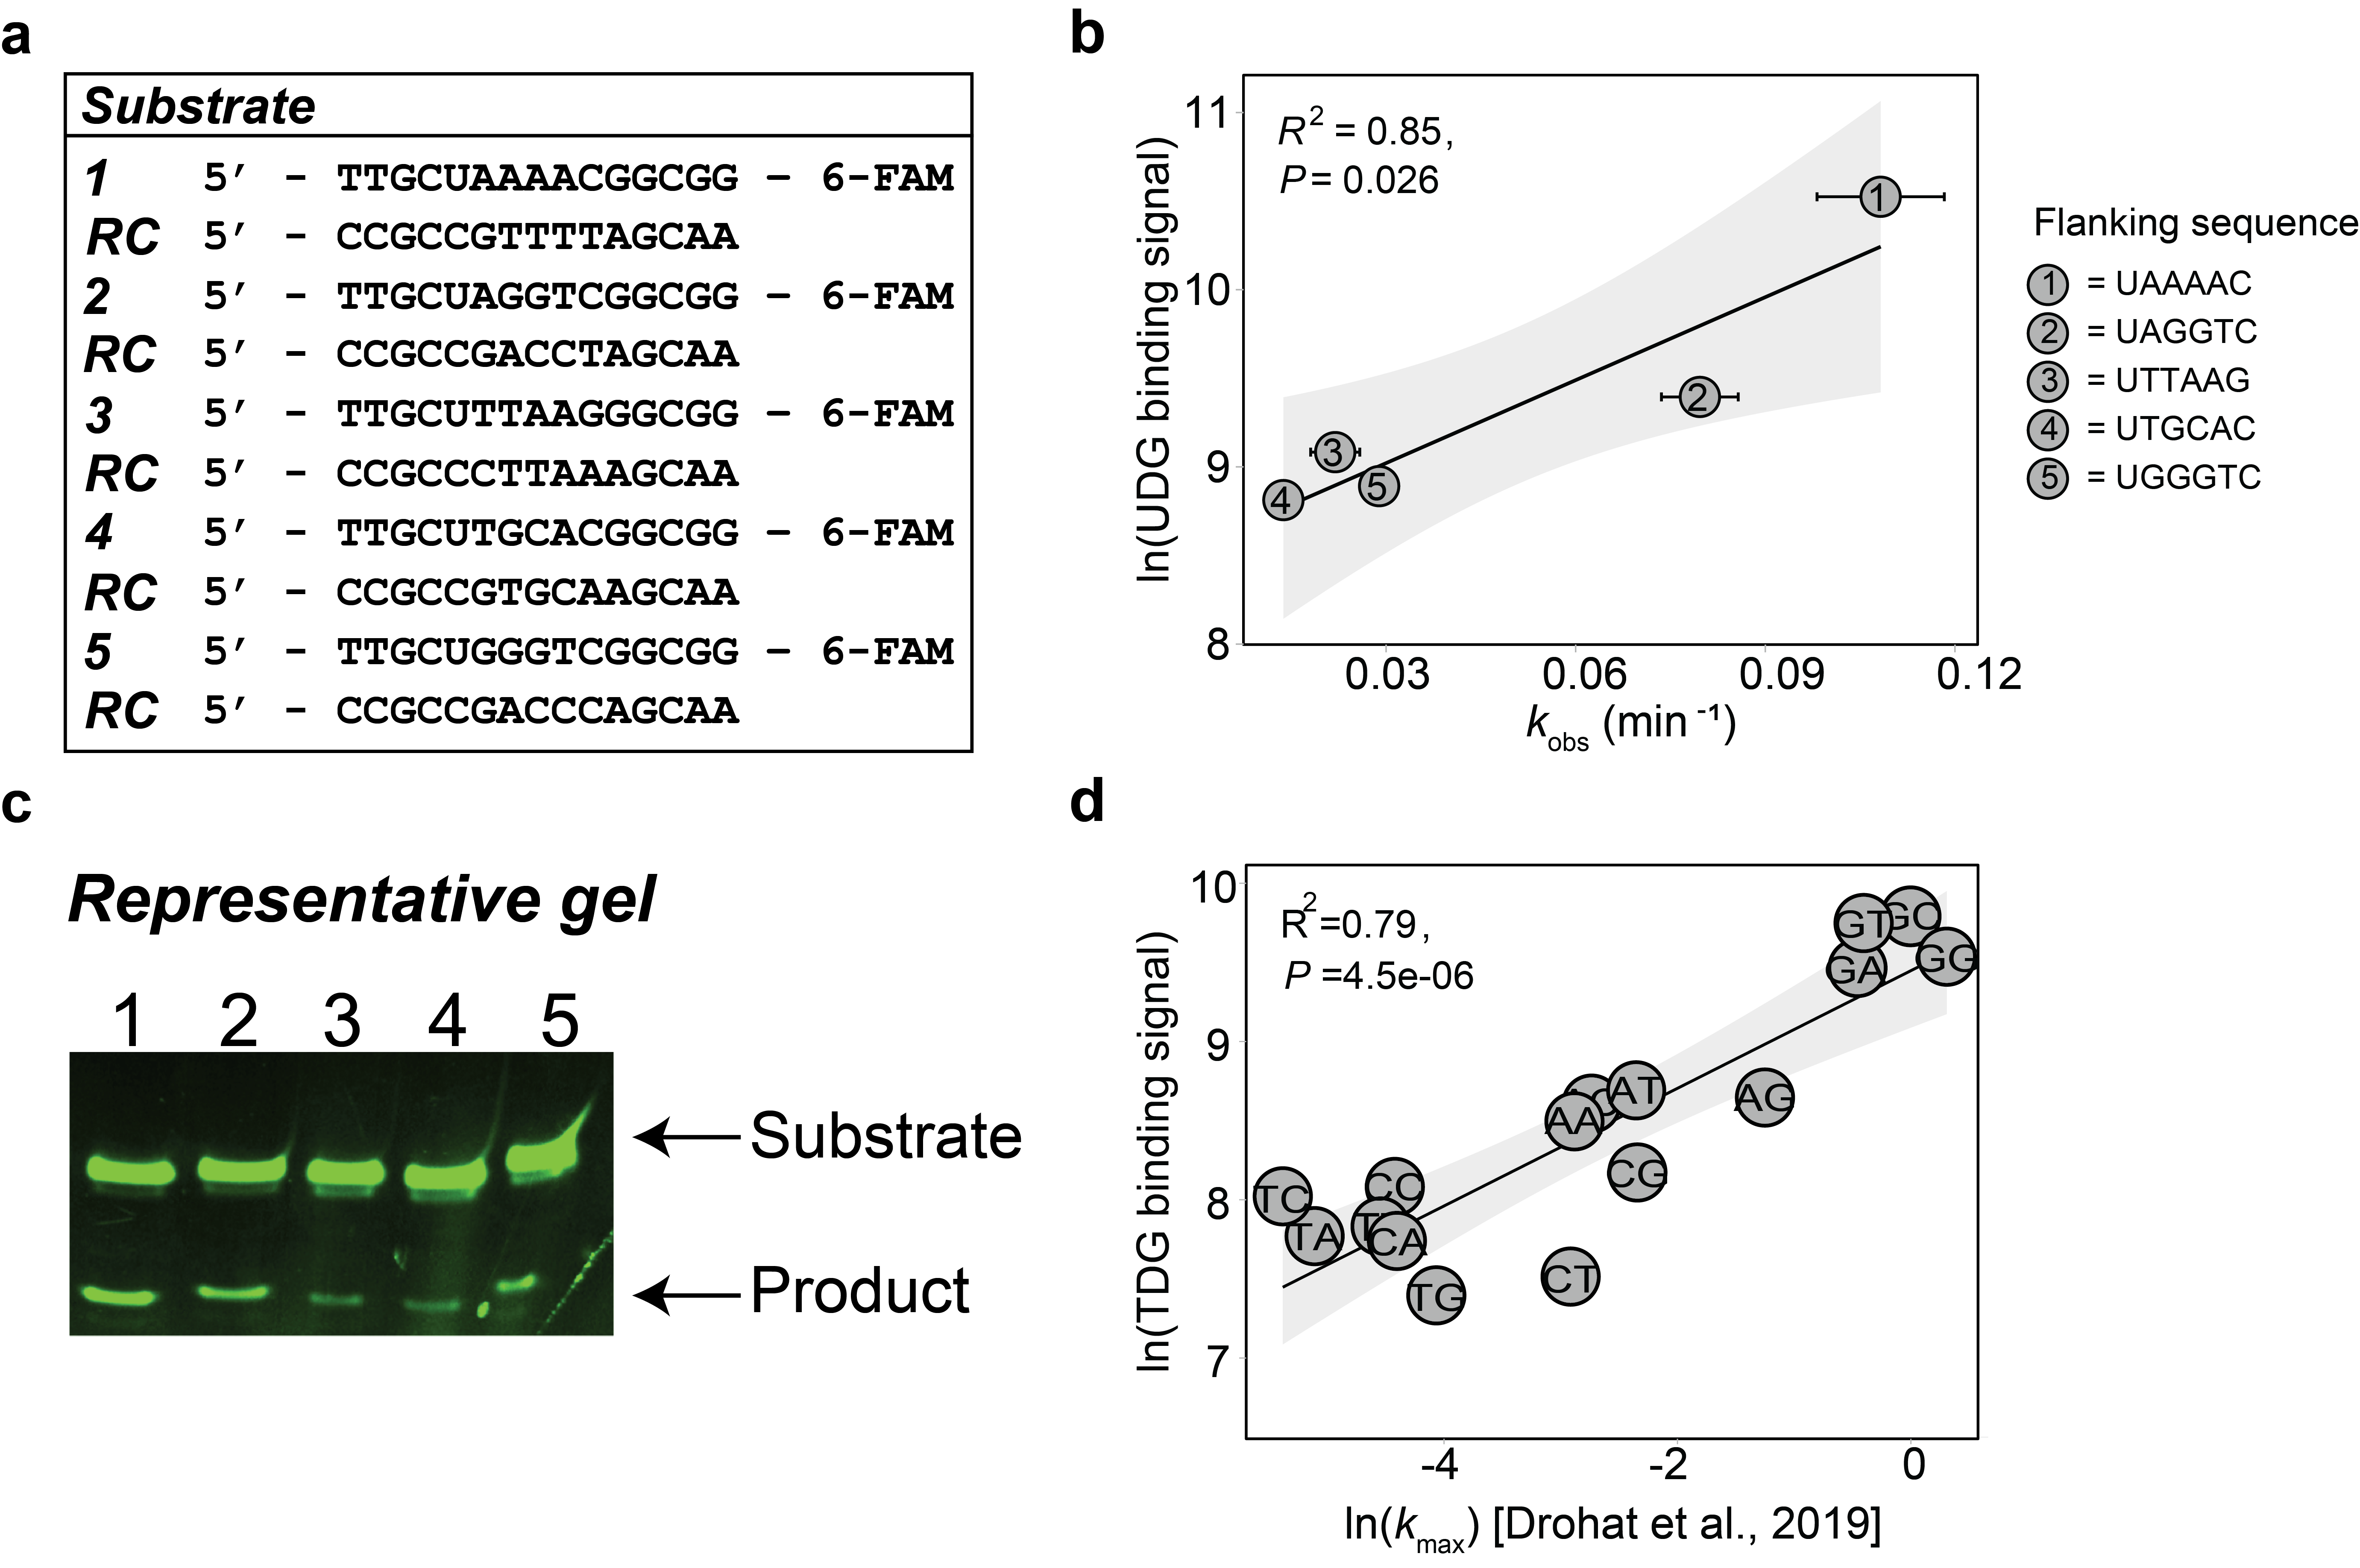 a
Substrate
1 5′ – TTGCUAAAACGGCGG – 6-FAM
RC 5′ – CCGCCGTTTTAGCAA
2 5′ – TTGCUAGGTCGGCGG – 6-FAM
RC 5′ – CCGCCGACCTAGCAA
3 5′ – TTGCUTTAAGGGCGG – 6-FAM
RC 5′ – CCGCCCTTAAAGCAA
4 5′ – TTGCUTGCACGGCGG – 6-FAM
RC 5′ – CCGCCGTGCAAGCAA
5 5′ – TTGCUGGGTCGGCGG – 6-FAM
RC 5′ – CCGCCGACCCAGCAA
b
R² = 0.85,
P = 0.026
ln(UDG binding signal)
11
10
9
8
1
2
3
4
5
0.03 0.06 0.09 0.12
k obs (min ⁻¹)
Flanking sequence
1 = UAAAAC
2 = UAGGTC
3 = UTTAAG
4 = UTGCAC
5 = UGGGTC
c
Representative gel
1 2 3 4 5
Substrate
Product
d
R² =0.79,
P =4.5e-06
ln(TDG binding signal)
10
9
8
7
GT
GC
GA
GG
AT
AA
AG
CG
TC
CC
TA
CA
TG
CT
-4 -2 0
ln(k max) [Drohat et al., 2019]